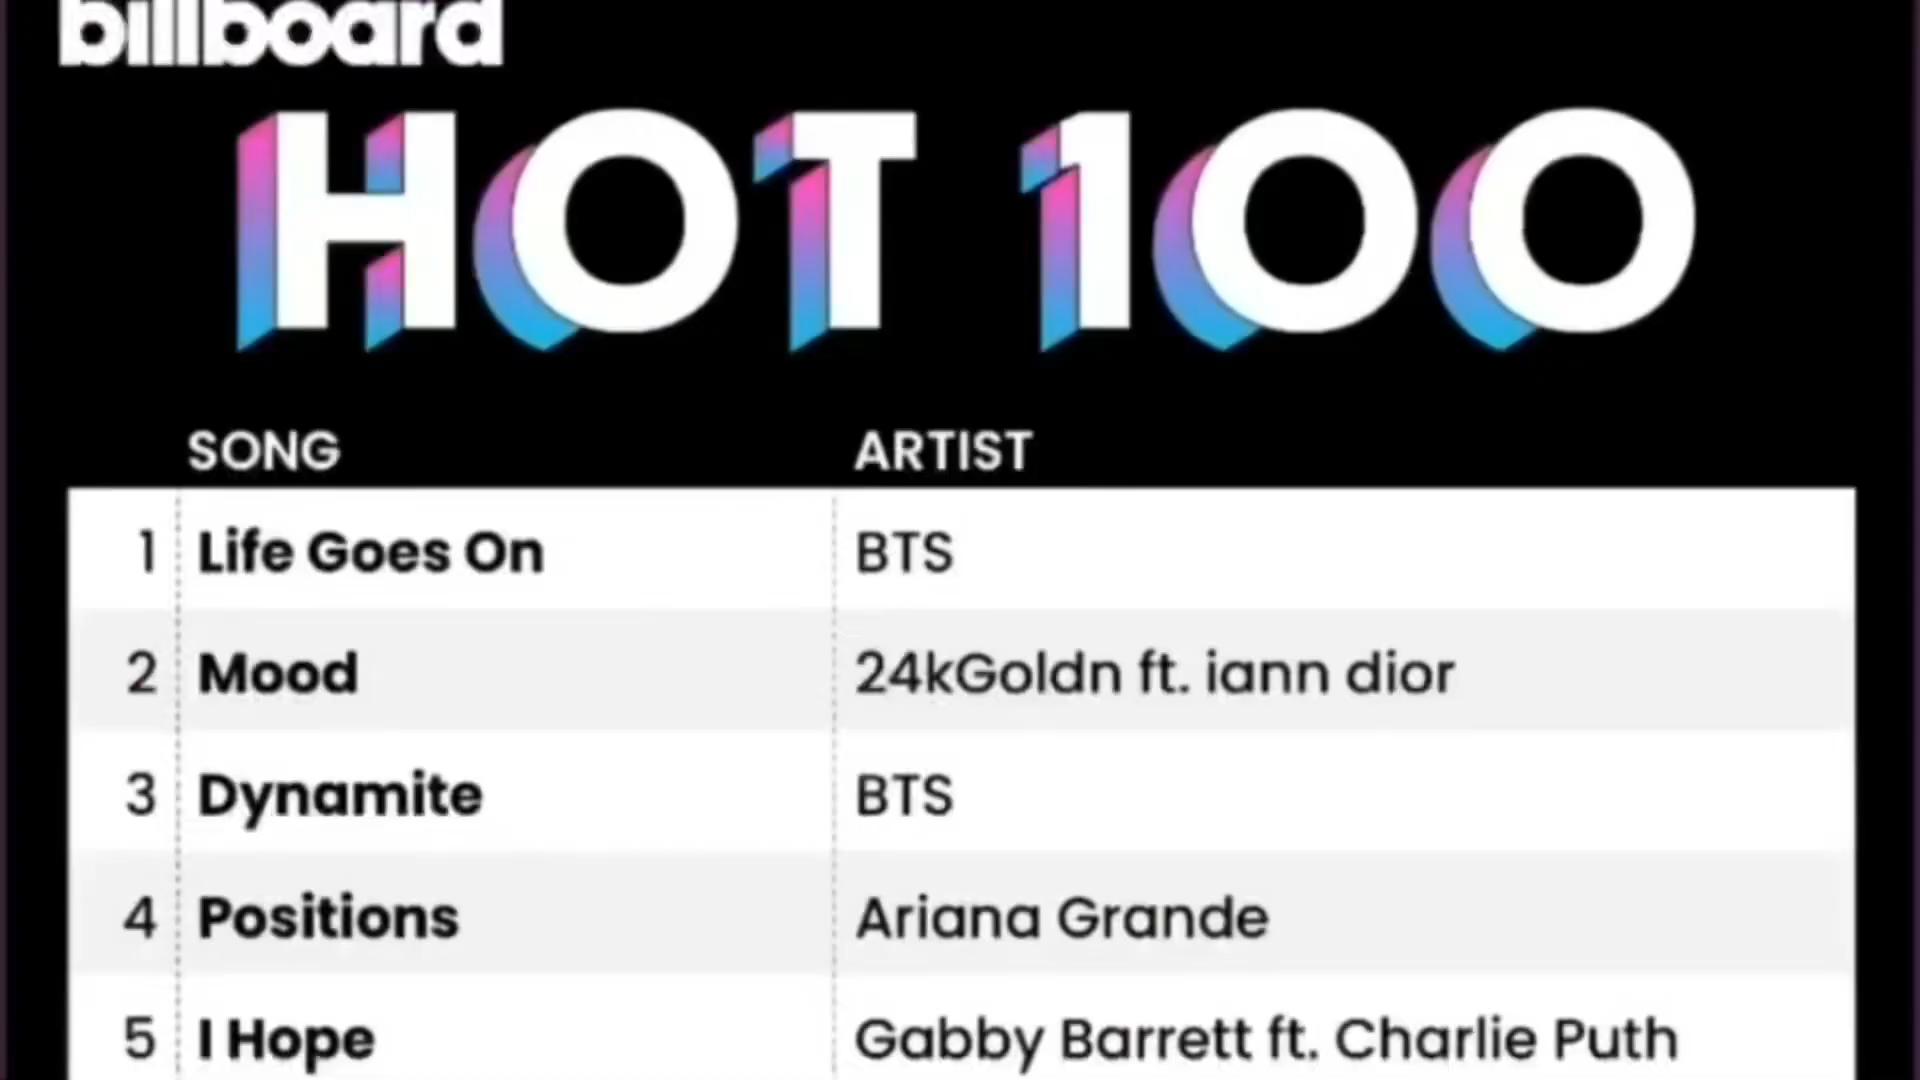 billboard
HOT 100
SONG ARTIST
1 Life Goes On BTS
2 Mood 24kGoldn ft. iann dior
3 Dynamite BTS
4 Positions Ariana Grande
5 I Hope Gabby Barrett ft. Charlie Puth